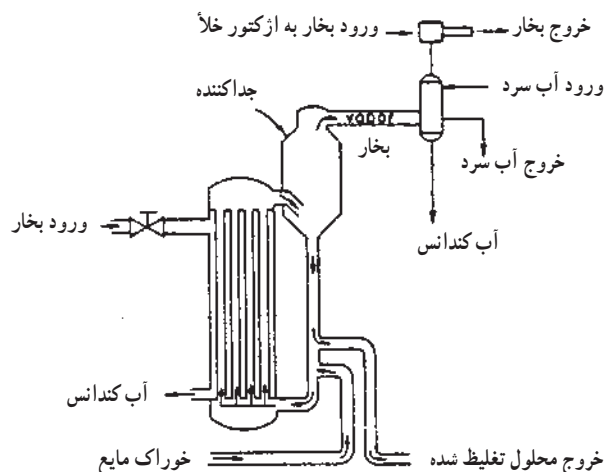 خروج بخار
ورود بخار به اژکتور خلأ
ورود آب سرد
جداکننده
بخار
خروج آب سرد
ورود بخار
آب کندانس
آب کندانس
خوراک مایع
خروج محلول تغلیظ شده